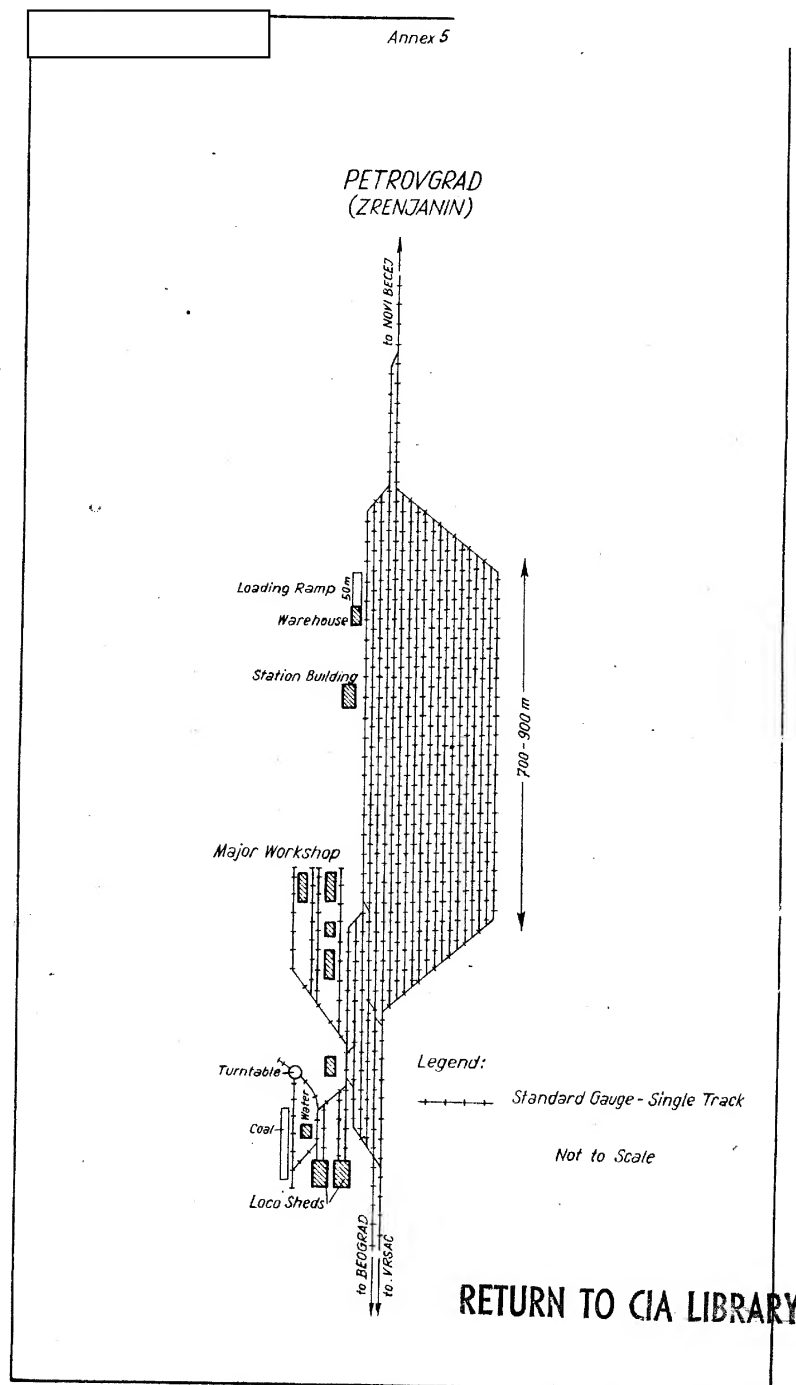 Annex 5
PETROVGRAD
(ZRENJANIN)
to NOVI BECEJ
Loading Ramp
50m
Warehouse
Station Building
700-900 m
Major Workshop
Turntable
Water
Coal
Loco Sheds
Legend:
Standard Gauge - Single Track
Not to Scale
to BEOGRAD
to VRSAC
RETURN TO CIA LIBRARY